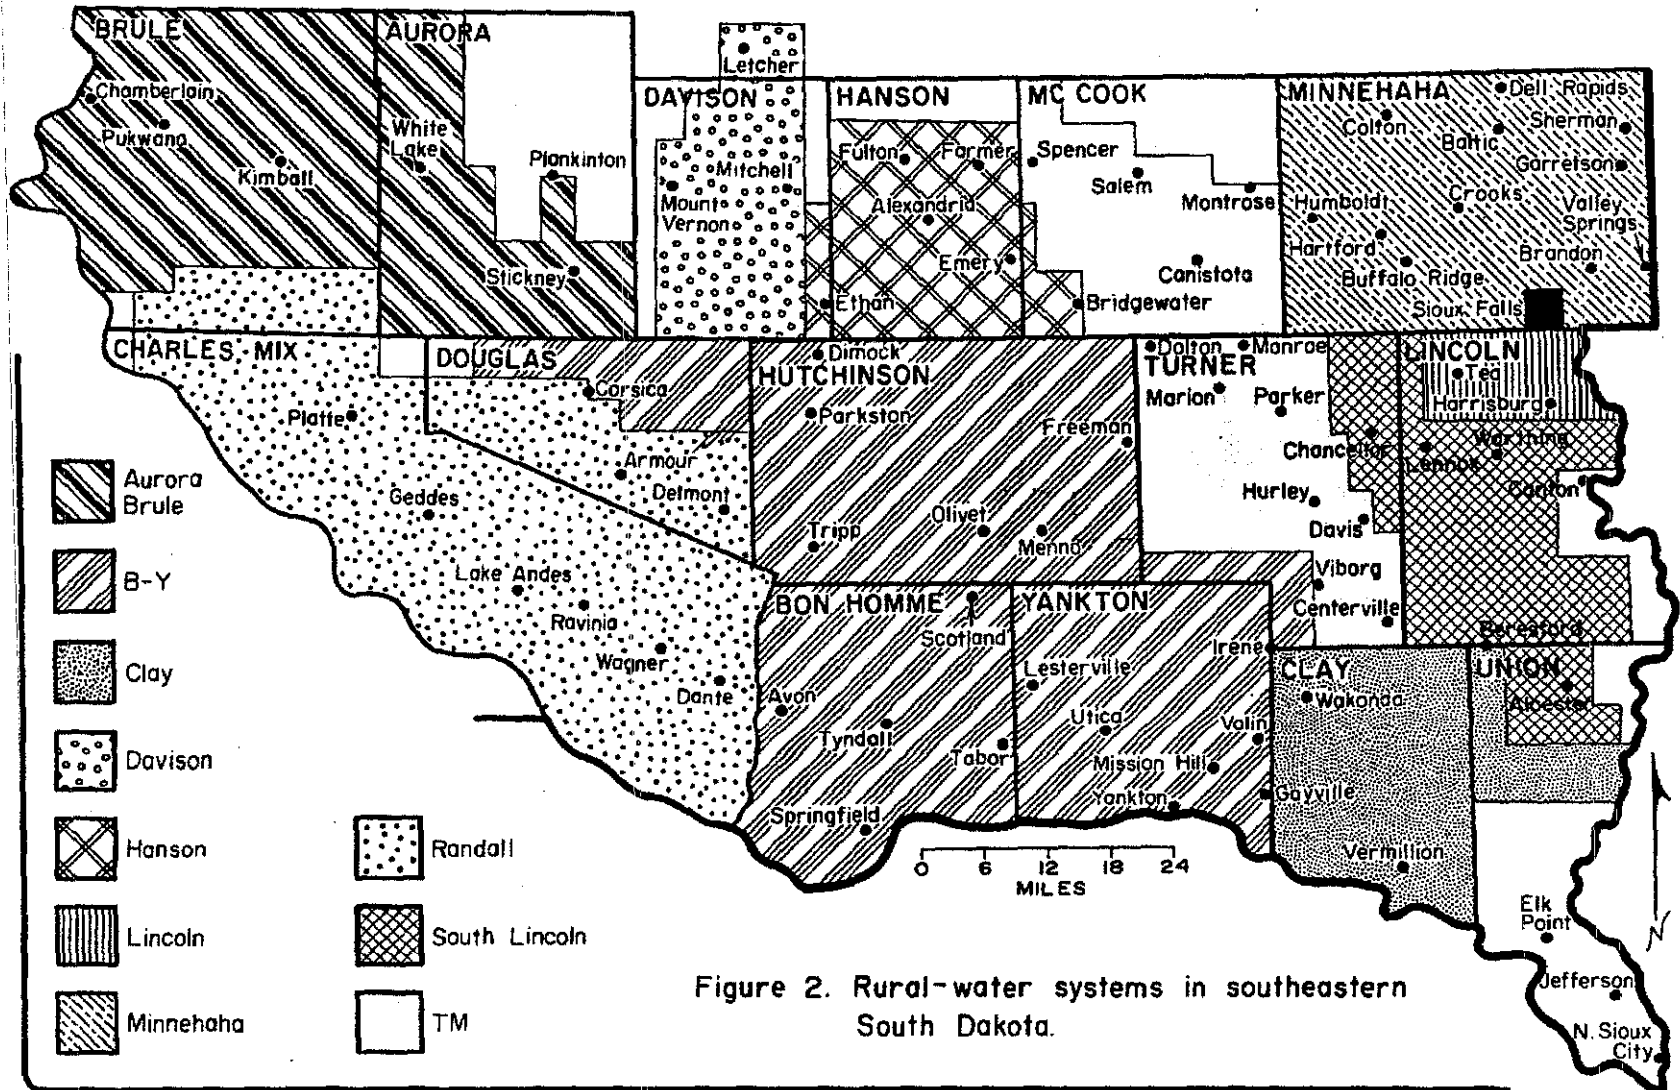 BRULE
AURORA
Letcher
DAVISON
HANSON
MC COOK
MINNEHAHA
Dell Rapids
Chamberlain
Pukwana
Kimball
White
Lake
Plankinton
Stickney
Mitchell
Mount
Vernon
Ethan
Fulton
Farmer
Alexandria
Emery
Spencer
Salem
Montrose
Canistota
Bridgewater
Colton
Baltic
Sherman
Garretson
Crooks
Humboldt
Valley
Springs
Hartford
Buffalo Ridge
Brandon
Sioux Falls
CHARLES MIX
DOUGLAS
Dimock
HUTCHINSON
Dolton
Monroe
TURNER
LINCOLN
Tea
Harrisburg
Corsica
Platte
Parkston
Freeman
Marion
Parker
Chancellor
Worthing
Lennox
Canton
Armour
Delmont
Geddes
Hurley
Davis
Olivet
Tripp
Menno
Lake Andes
Ravinia
Wagner
Dante
Viborg
Centerville
Beresford
BON HOMME
YANKTON
Scotland
Irene
CLAY
UNION
Lesterville
Avon
Wakonda
Alcester
Utica
Volin
Tyndall
Tabor
Mission Hill
Yankton
Gayville
Springfield
Vermillion
0 6 12 18 24
MILES
Elk
Point
Jefferson
N. Sioux
City
N
Aurora
Brule
B-Y
Clay
Davison
Hanson
Lincoln
Minnehaha
Randall
South Lincoln
TM
Figure 2. Rural-water systems in southeastern
South Dakota.